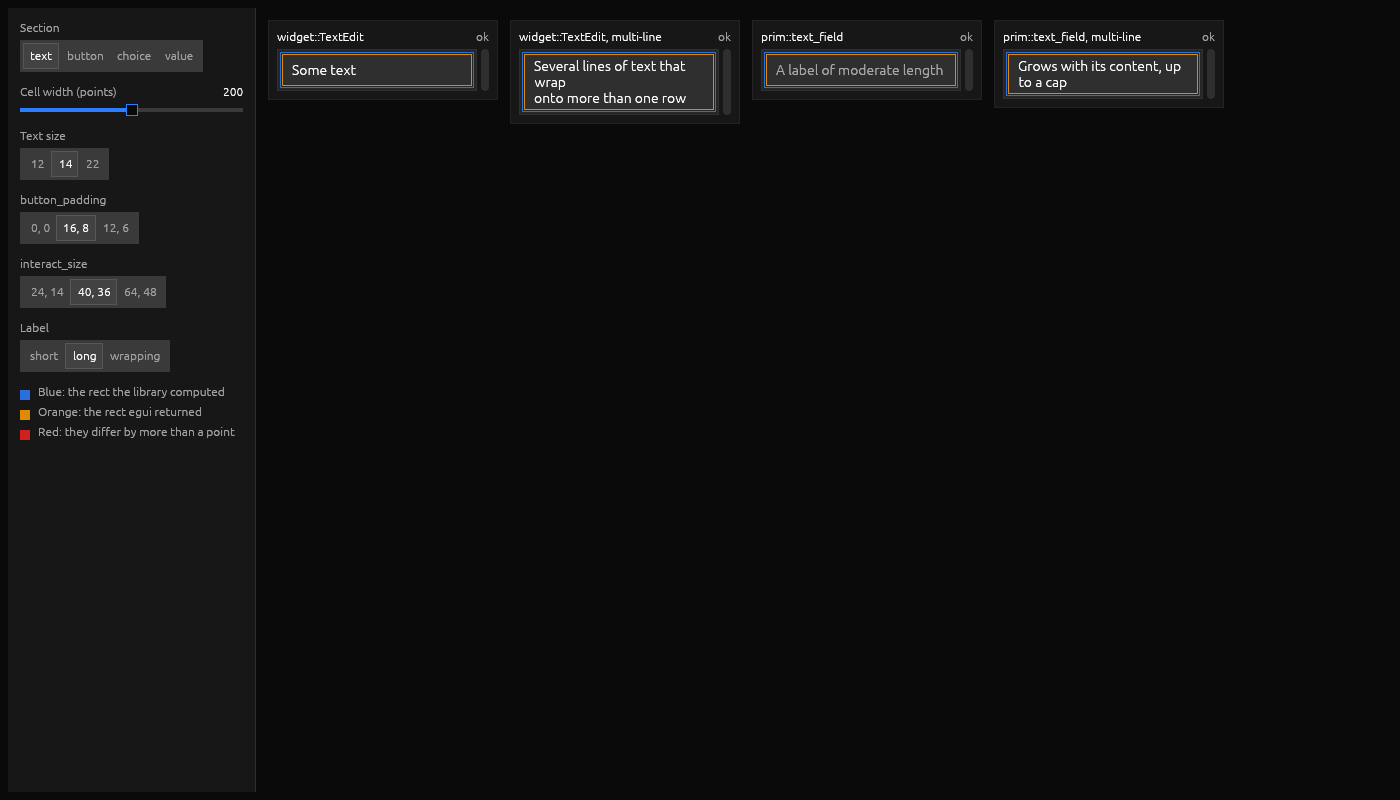 Section
text button choice value
Cell width (points) 200
Text size
12 14 22
button_padding
0, 0 16, 8 12, 6
interact_size
24, 14 40, 36 64, 48
Label
short long wrapping
Blue: the rect the library computed
Orange: the rect egui returned
Red: they differ by more than a point
widget::TextEdit ok
Some text
widget::TextEdit, multi-line ok
Several lines of text that
wrap
onto more than one row
prim::text_field ok
A label of moderate length
prim::text_field, multi-line ok
Grows with its content, up
to a cap